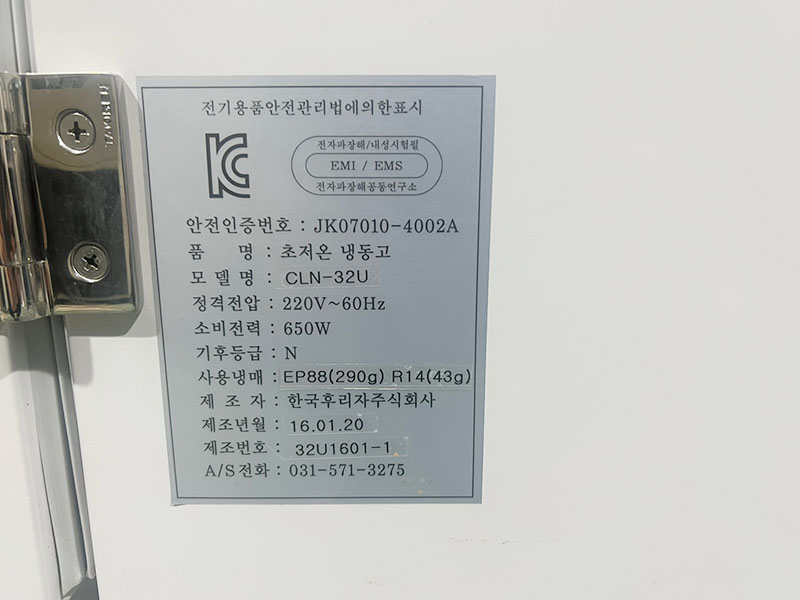 전기용품안전관리법에의한표시
전자파장해/내성시험필
EMI / EMS
전자파장해공동연구소
안전인증번호 : JK07010-4002A
품 명 : 초저온 냉동고
모 델 명 : CLN-32U
정격전압 : 220V~60Hz
소비전력 : 650W
기후등급 : N
사용냉매 : EP88(290g) R14(43g)
제 조 자 : 한국후리자주식회사
제조년월 : 16.01.20
제조번호 : 32U1601-1
A/S전화 : 031-571-3275